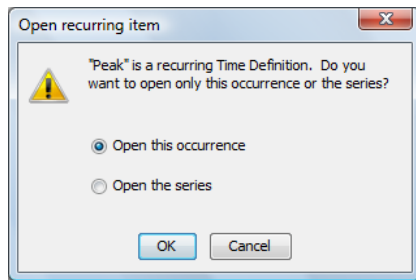 Open recurring item
"Peak" is a recurring Time Definition.  Do you
want to open only this occurrence or the series?
Open this occurrence
Open the series
OK
Cancel